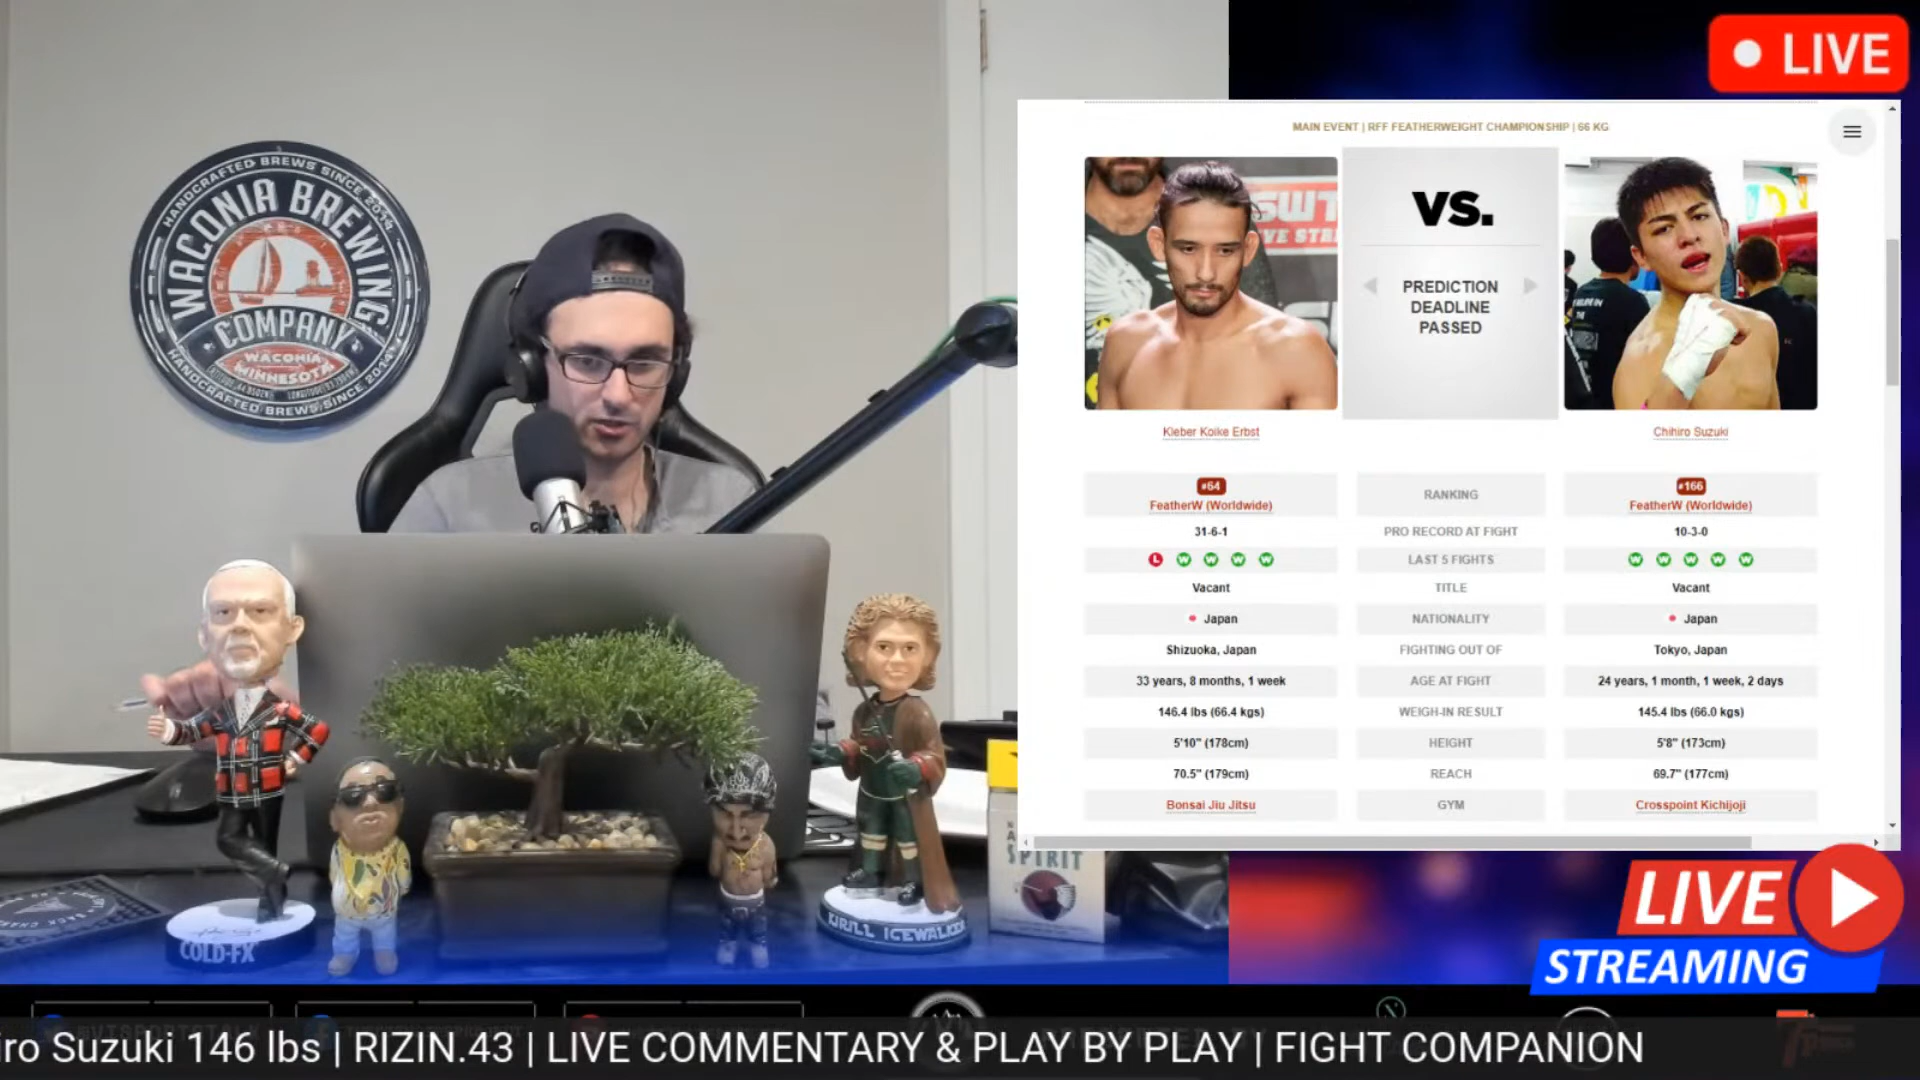 LIVE
HANDCRAFTED BREWS SINCE 2014
WACONIA BREWING
COMPANY
WACONIA
MINNESOTA
HANDCRAFTED BREWS SINCE 2014
MAIN EVENT | RFF FEATHERWEIGHT CHAMPIONSHIP | 66 KG
VS.
PREDICTION
DEADLINE
PASSED
Kleber Koike Erbst
Chihiro Suzuki
#64 RANKING #166
FeatherW (Worldwide) FeatherW (Worldwide)
31-6-1 PRO RECORD AT FIGHT 10-3-0
L W W W W LAST 5 FIGHTS W W W W W
Vacant TITLE Vacant
Japan NATIONALITY Japan
Shizuoka, Japan FIGHTING OUT OF Tokyo, Japan
33 years, 8 months, 1 week AGE AT FIGHT 24 years, 1 month, 1 week, 2 days
146.4 lbs (66.4 kgs) WEIGH-IN RESULT 145.4 lbs (66.0 kgs)
5'10" (178cm) HEIGHT 5'8" (173cm)
70.5" (179cm) REACH 69.7" (177cm)
Bonsai Jiu Jitsu GYM Crosspoint Kichijoji
SPIRIT
COLD-FX
KIRILL ICEWALKER
LIVE
STREAMING
iro Suzuki 146 lbs | RIZIN.43 | LIVE COMMENTARY & PLAY BY PLAY | FIGHT COMPANION